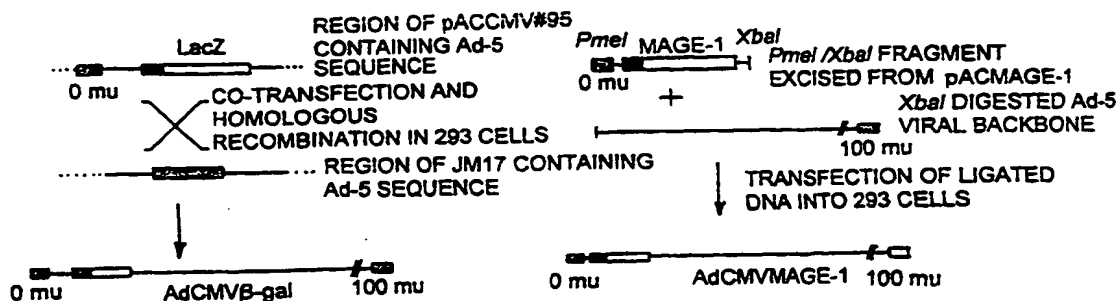 LacZ
REGION OF pACCMV#95
CONTAINING Ad-5
SEQUENCE
0 mu
CO-TRANSFECTION AND
HOMOLOGOUS
RECOMBINATION IN 293 CELLS
REGION OF JM17 CONTAINING
Ad-5 SEQUENCE
0 mu
AdCMVβ-gal
100 mu
PmeI
MAGE-1
XbaI
PmeI /XbaI FRAGMENT
EXCISED FROM pACMAGE-1
0 mu
+
XbaI DIGESTED Ad-5
VIRAL BACKBONE
100 mu
TRANSFECTION OF LIGATED
DNA INTO 293 CELLS
0 mu
AdCMVMAGE-1
100 mu